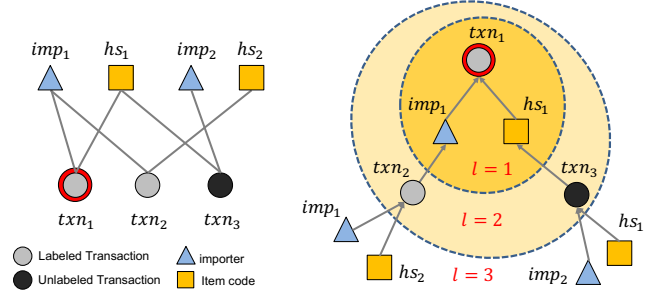 imp₁ hs₁ imp₂ hs₂
txn₁ txn₂ txn₃
Labeled Transaction
importer
Unlabeled Transaction
Item code
txn₁
imp₁
hs₁
l = 1
txn₂
txn₃
imp₁
l = 2
hs₁
hs₂
l = 3
imp₂